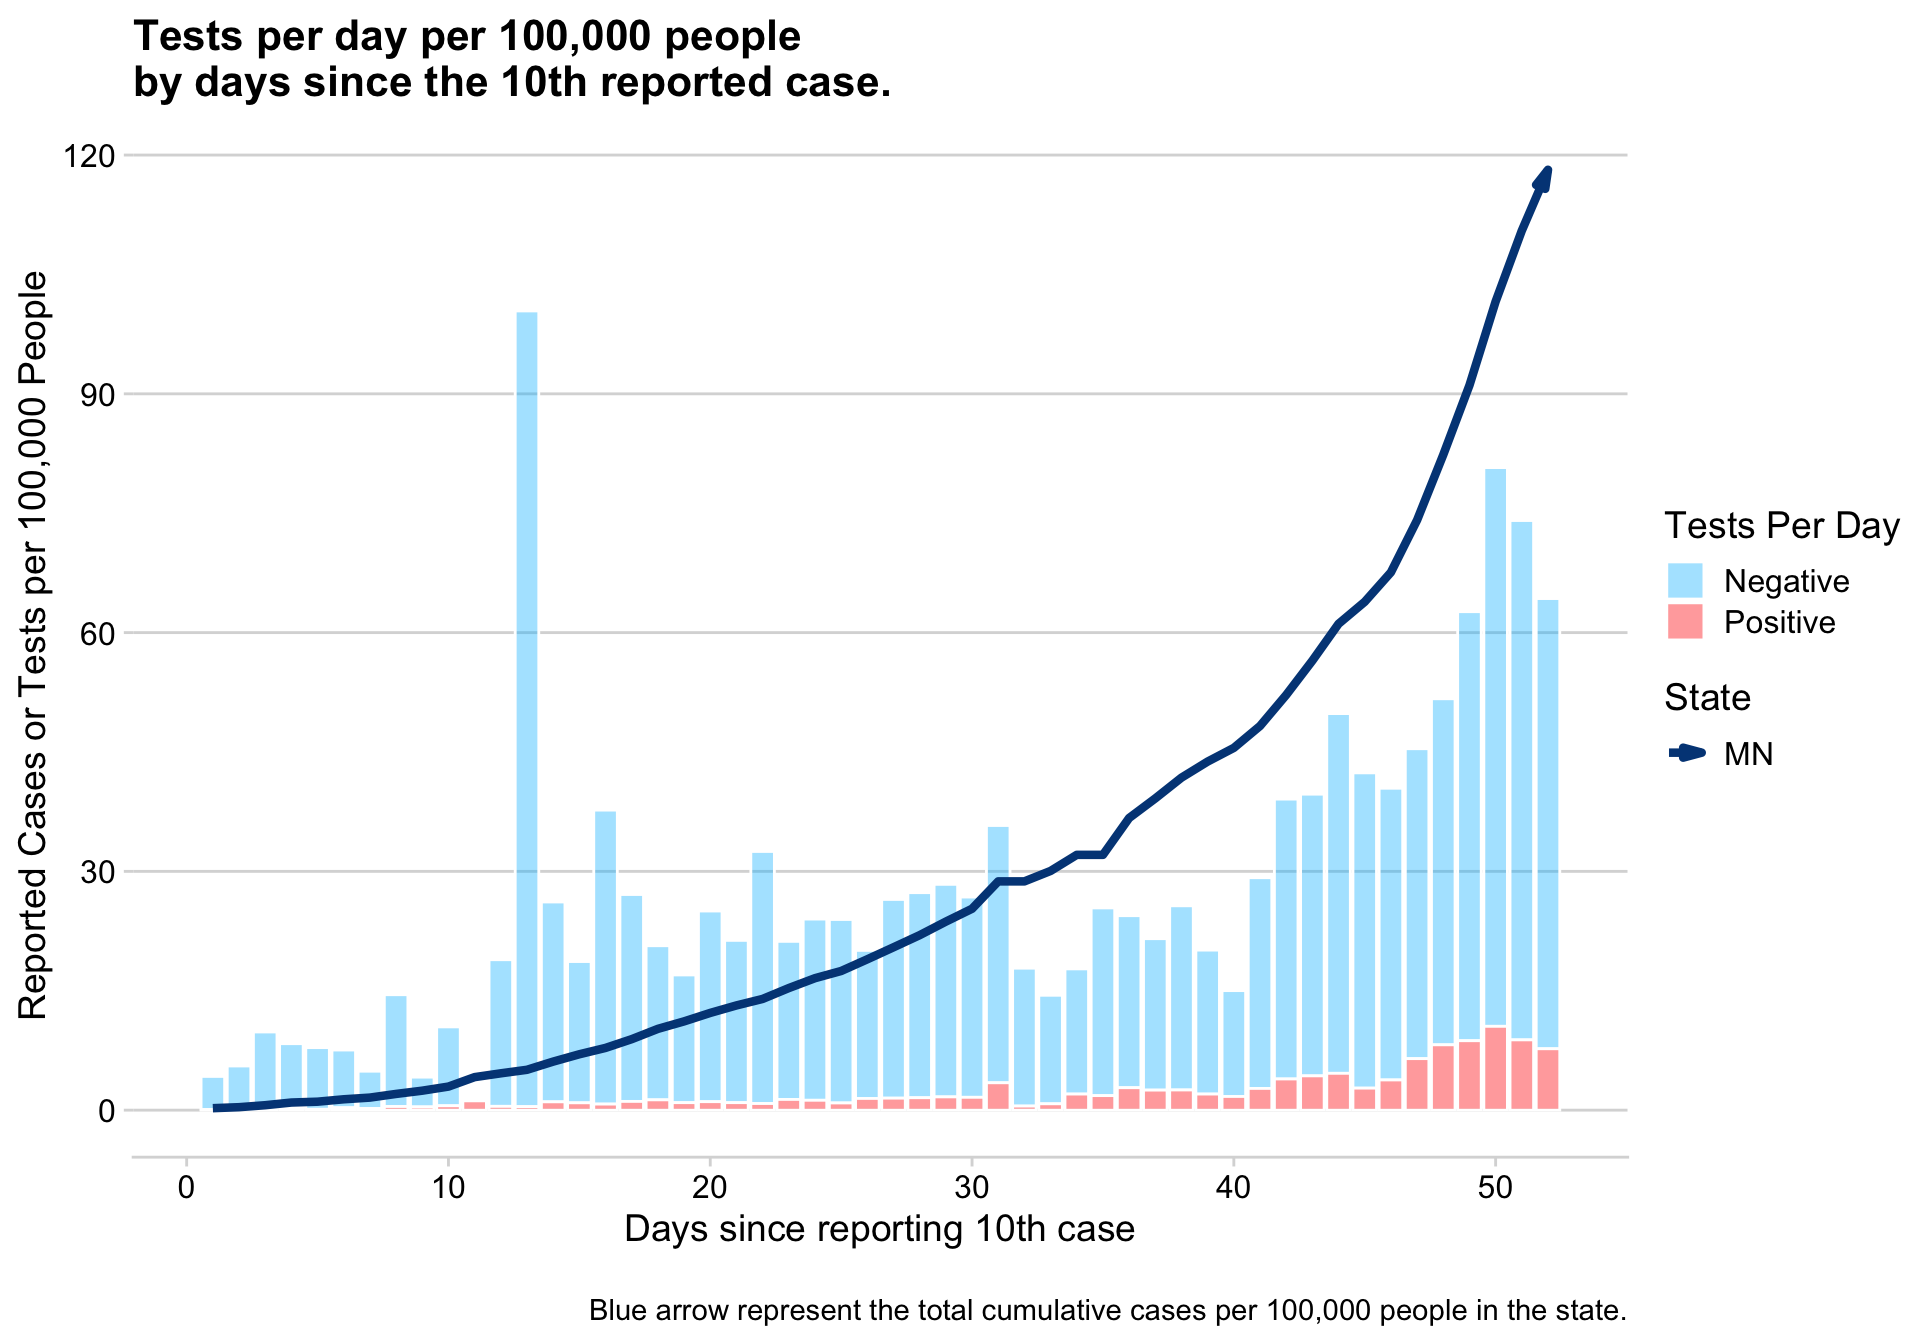 Tests per day per 100,000 people
by days since the 10th reported case.
Reported Cases or Tests per 100,000 People
120
90
60
30
0
0
10
20
30
40
50
Days since reporting 10th case
Tests Per Day
Negative
Positive
State
MN
Blue arrow represent the total cumulative cases per 100,000 people in the state.